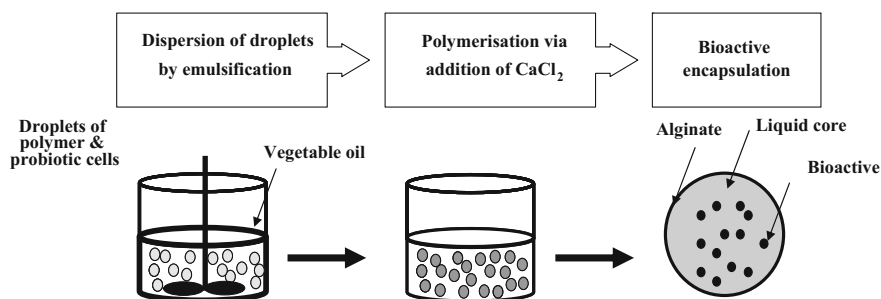 Dispersion of droplets
by emulsification
Polymerisation via
addition of CaCl₂
Bioactive
encapsulation
Droplets of
polymer &
probiotic cells
Vegetable oil
Alginate
Liquid core
Bioactive